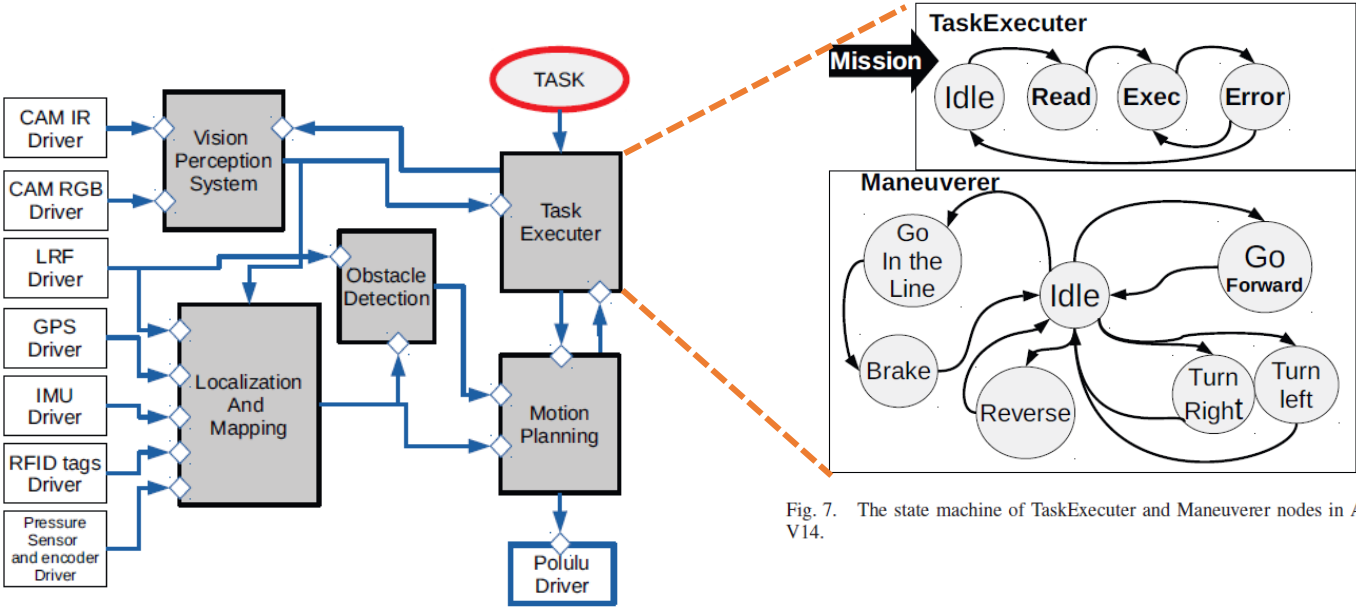 TASK
CAM IR
Driver
CAM RGB
Driver
LRF
Driver
GPS
Driver
IMU
Driver
RFID tags
Driver
Pressure
Sensor
and encoder
Driver
Vision
Perception
System
Obstacle
Detection
Localization
And
Mapping
Task
Executer
Motion
Planning
Polulu
Driver
TaskExecuter
Mission
Idle
Read
Exec
Error
Maneuverer
Go
In the
Line
Brake
Idle
Reverse
Go
Forward
Turn
Right
Turn
left
Fig. 7. The state machine of TaskExecuter and Maneuverer nodes in A
V14.